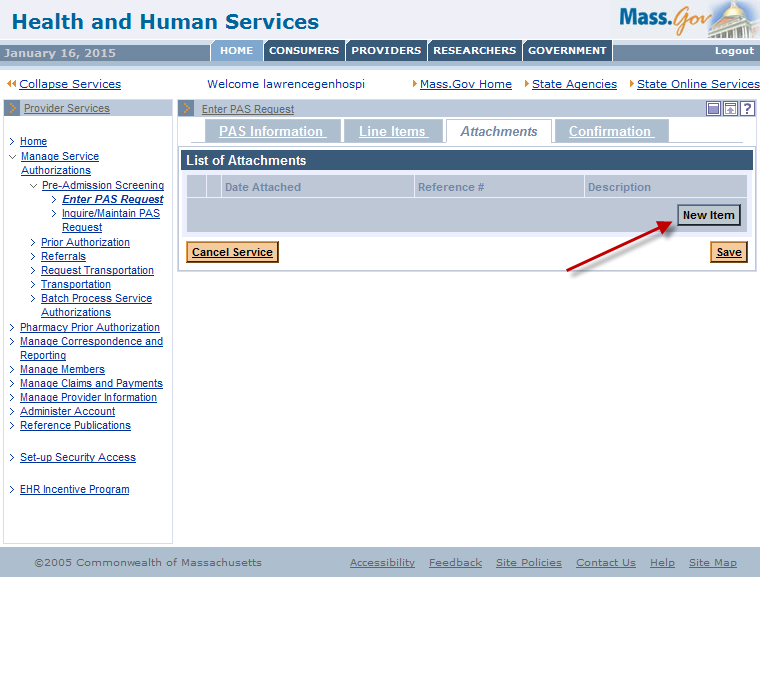 Health and Human Services
Mass.Gov
January 16, 2015
HOME CONSUMERS PROVIDERS RESEARCHERS GOVERNMENT Logout
Collapse Services Welcome lawrencegenhospi Mass.Gov Home State Agencies State Online Services
Provider Services
Home
Manage Service
Authorizations
Pre-Admission Screening
Enter PAS Request
Inquire/Maintain PAS
Request
Prior Authorization
Referrals
Request Transportation
Transportation
Batch Process Service
Authorizations
Pharmacy Prior Authorization
Manage Correspondence and
Reporting
Manage Members
Manage Claims and Payments
Manage Provider Information
Administer Account
Reference Publications
Set-up Security Access
EHR Incentive Program
Enter PAS Request ?
PAS Information Line Items Attachments Confirmation
List of Attachments
Date Attached Reference # Description
New Item
Cancel Service Save
©2005 Commonwealth of Massachusetts Accessibility Feedback Site Policies Contact Us Help Site Map